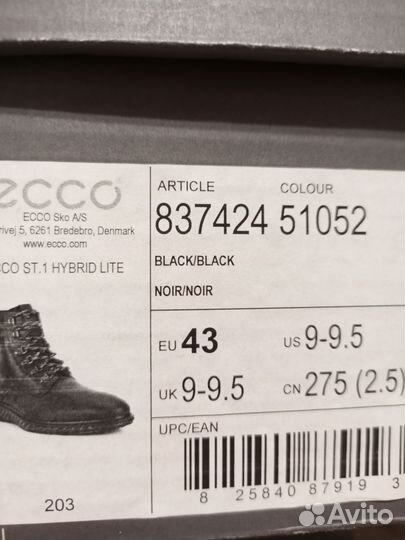 ecco
ECCO Sko A/S
rivej 5, 6261 Bredebro, Denmark
www.ecco.com
CCO ST.1 HYBRID LITE
203
ARTICLE COLOUR
837424 51052
BLACK/BLACK
NOIR/NOIR
EU 43 US 9-9.5
UK 9-9.5 CN 275 (2.5)
UPC/EAN
8 25840 87919 3
Avito